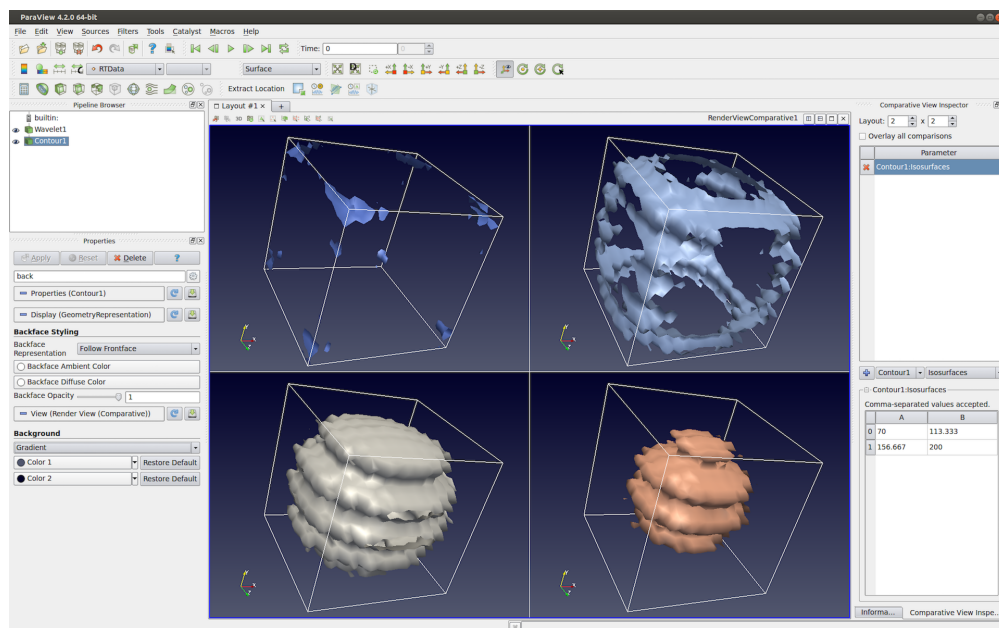 ParaView 4.2.0 64-bit
File Edit View Sources Filters Tools Catalyst Macros Help
Time: 0 0
RTData Surface
Extract Location
Pipeline Browser
builtin:
Wavelet1
Contour1
Properties
Apply Reset Delete ?
back
Properties (Contour1)
Display (GeometryRepresentation)
Backface Styling
Backface Representation Follow Frontface
Backface Ambient Color
Backface Diffuse Color
Backface Opacity 1
View (Render View (Comparative))
Background
Gradient
Color 1 Restore Default
Color 2 Restore Default
Layout #1 x +
3D
RenderViewComparative1
Comparative View Inspector
Layout: 2 x 2
Overlay all comparisons
Parameter
Contour1:Isosurfaces
Contour1 Isosurfaces
Contour1:Isosurfaces
Comma-separated values accepted.
A B
0 70 113.333
1 156.667 200
Informa... Comparative View Inspe...